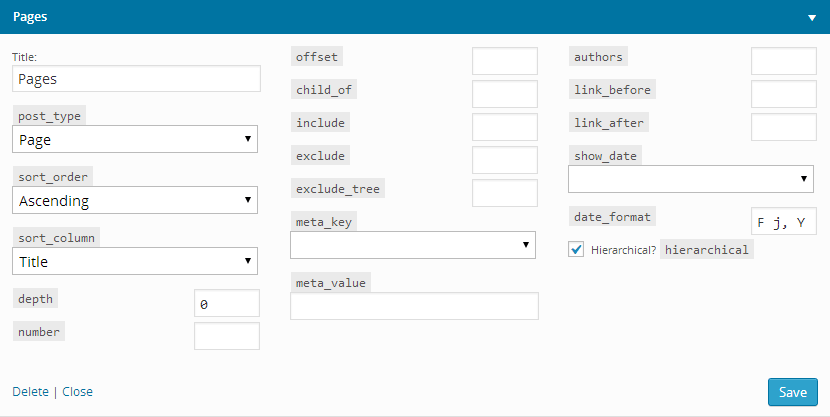 Pages
Title:
Pages
post_type
Page
sort_order
Ascending
sort_column
Title
depth 0
number
offset
child_of
include
exclude
exclude_tree
meta_key
meta_value
authors
link_before
link_after
show_date
date_format F j, Y
Hierarchical? hierarchical
Delete | Close
Save